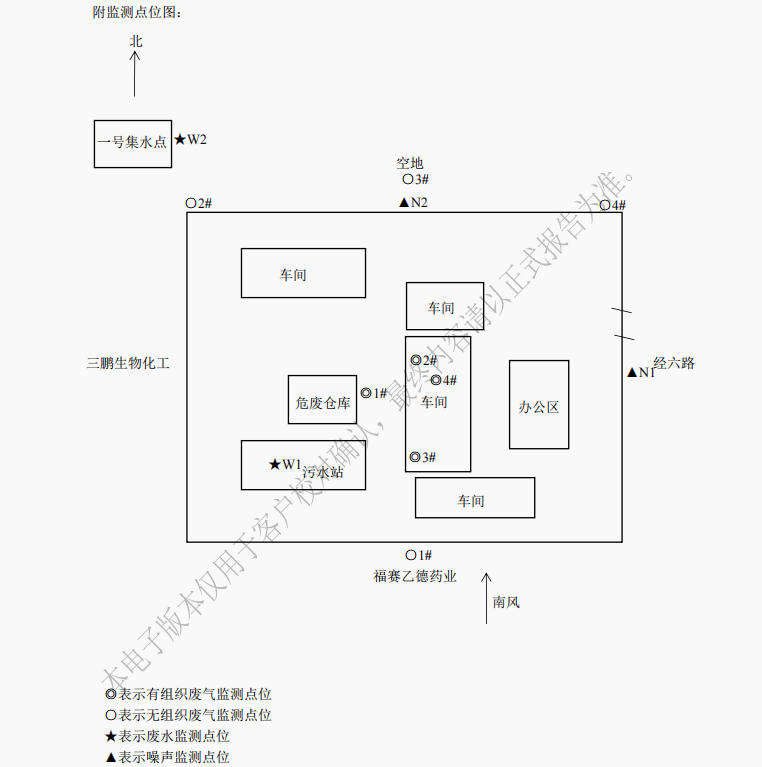 附监测点位图：
北
一号集水点
★W2
空地
○3#
○2#
▲N2
○4#
车间
车间
三鹏生物化工
◎2#
经六路
▲N1
◎4#
◎1#
危废仓库
车间
办公区
◎3#
★W1
污水站
车间
○1#
福赛乙德药业
南风
本电子版本仅用于客户校对确认，最终内容请以正式报告为准。
◎表示有组织废气监测点位
○表示无组织废气监测点位
★表示废水监测点位
▲表示噪声监测点位